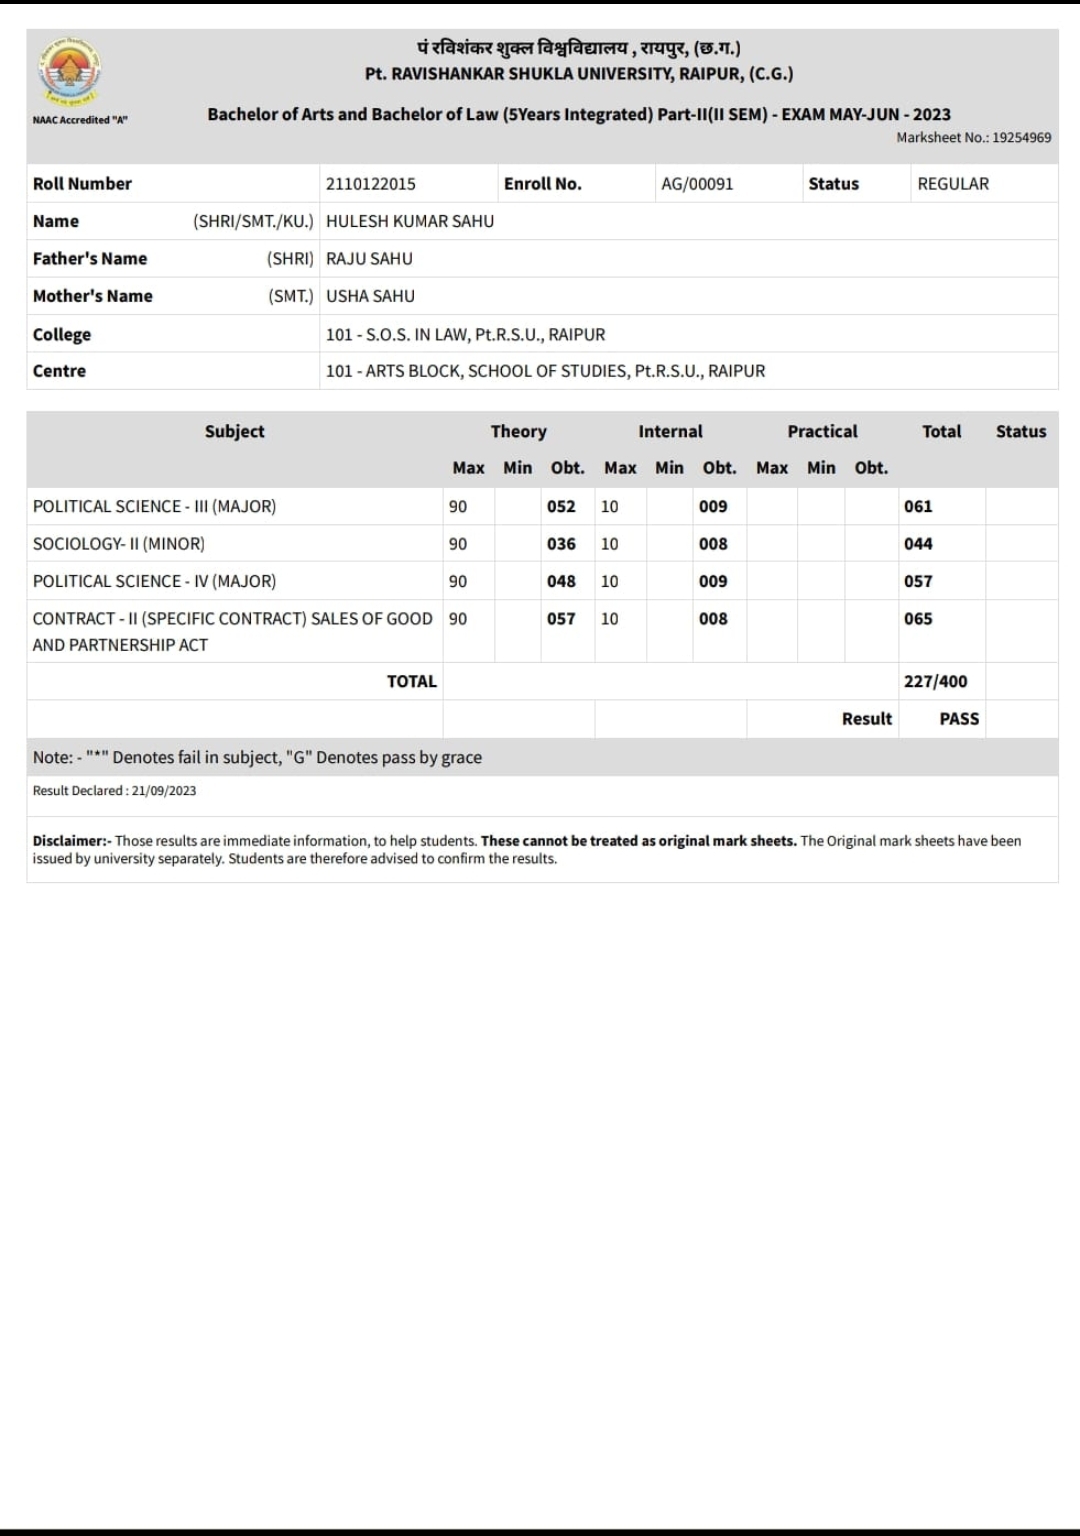 पं रविशंकर शुक्ल विश्वविद्यालय , रायपुर, (छ.ग.)
Pt. RAVISHANKAR SHUKLA UNIVERSITY, RAIPUR, (C.G.)
NAAC Accredited "A"
Bachelor of Arts and Bachelor of Law (5Years Integrated) Part-II(II SEM) - EXAM MAY-JUN - 2023
Marksheet No.: 19254969
Roll Number 2110122015 Enroll No. AG/00091 Status REGULAR
Name (SHRI/SMT./KU.) HULESH KUMAR SAHU
Father's Name (SHRI) RAJU SAHU
Mother's Name (SMT.) USHA SAHU
College 101 - S.O.S. IN LAW, Pt.R.S.U., RAIPUR
Centre 101 - ARTS BLOCK, SCHOOL OF STUDIES, Pt.R.S.U., RAIPUR
Subject Theory Internal Practical Total Status
Max Min Obt. Max Min Obt. Max Min Obt.
POLITICAL SCIENCE - III (MAJOR) 90 052 10 009 061
SOCIOLOGY- II (MINOR) 90 036 10 008 044
POLITICAL SCIENCE - IV (MAJOR) 90 048 10 009 057
CONTRACT - II (SPECIFIC CONTRACT) SALES OF GOOD 90 057 10 008 065
AND PARTNERSHIP ACT
TOTAL 227/400
Result PASS
Note: - "*" Denotes fail in subject, "G" Denotes pass by grace
Result Declared : 21/09/2023
Disclaimer:- Those results are immediate information, to help students. These cannot be treated as original mark sheets. The Original mark sheets have been
issued by university separately. Students are therefore advised to confirm the results.